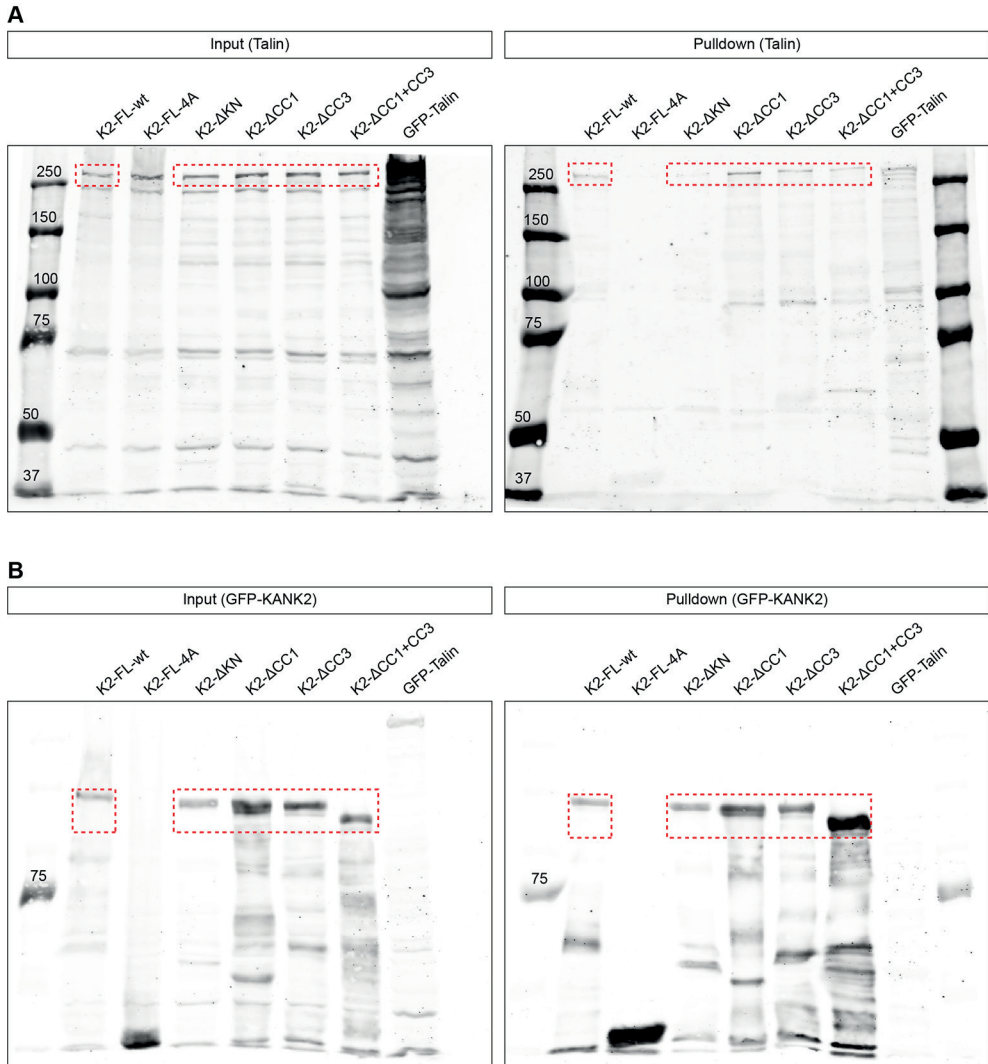 A
Input (Talin)
Pulldown (Talin)
K2-FL-wt
K2-FL-4A
K2-ΔKN
K2-ΔCC1
K2-ΔCC3
K2-ΔCC1+CC3
GFP-Talin
K2-FL-wt
K2-FL-4A
K2-ΔKN
K2-ΔCC1
K2-ΔCC3
K2-ΔCC1+CC3
GFP-Talin
250
150
100
75
50
37
250
150
100
75
50
37
B
Input (GFP-KANK2)
Pulldown (GFP-KANK2)
K2-FL-wt
K2-FL-4A
K2-ΔKN
K2-ΔCC1
K2-ΔCC3
K2-ΔCC1+CC3
GFP-Talin
K2-FL-wt
K2-FL-4A
K2-ΔKN
K2-ΔCC1
K2-ΔCC3
K2-ΔCC1+CC3
GFP-Talin
75
75